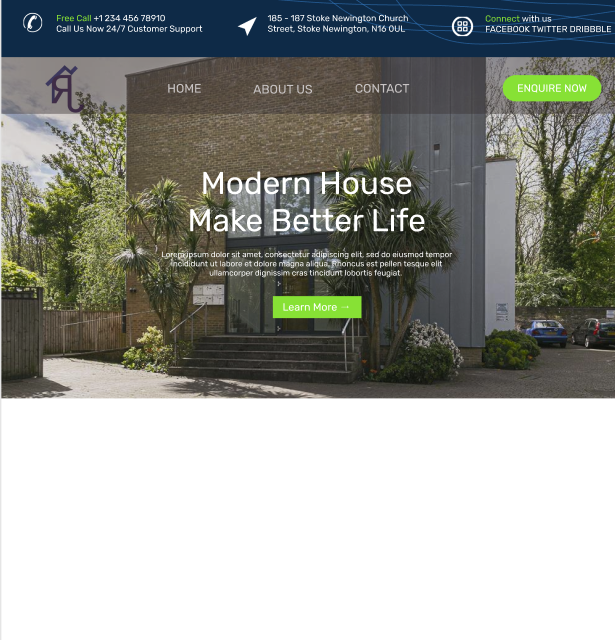 Free Call +1 234 456 78910
Call Us Now 24/7 Customer Support
185 - 187 Stoke Newington Church
Street, Stoke Newington, N16 0UL
Connect with us
FACEBOOK TWITTER DRIBBBLE
HOME
ABOUT US
CONTACT
ENQUIRE NOW
Modern House
Make Better Life
Lorem ipsum dolor sit amet, consectetur adipiscing elit, sed do eiusmod tempor
incididunt ut labore et dolore magna aliqua. Rhoncus est pellen tesque elit
ullamcorper dignissim cras tincidunt lobortis feugiat.
Learn More →